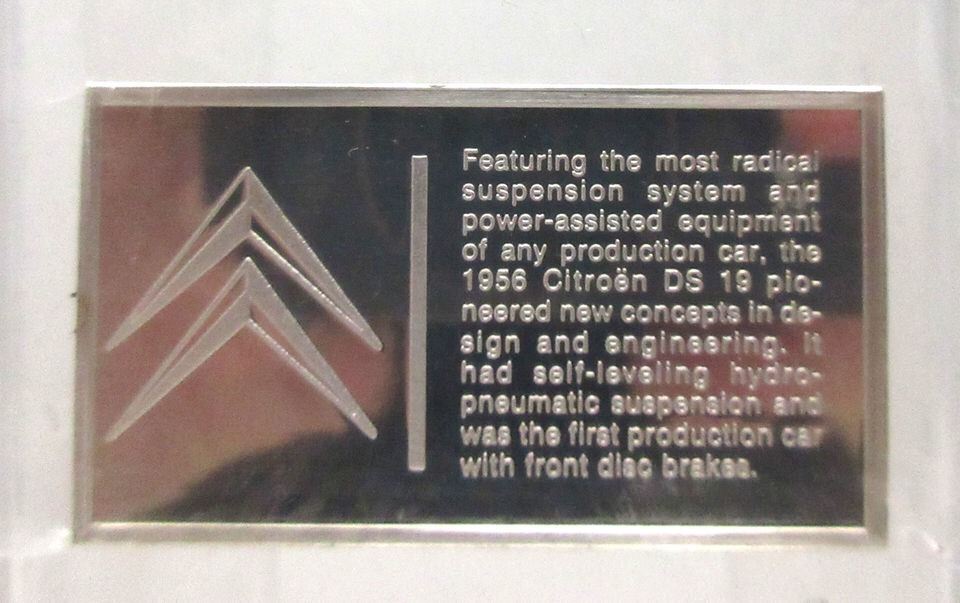 Featuring the most radical
suspension system and
power-assisted equipment
of any production car, the
1956 Citroën DS 19 pio-
neered new concepts in de-
sign and engineering. It
had self-leveling hydro-
pneumatic suspension and
was the first production car
with front disc brakes.